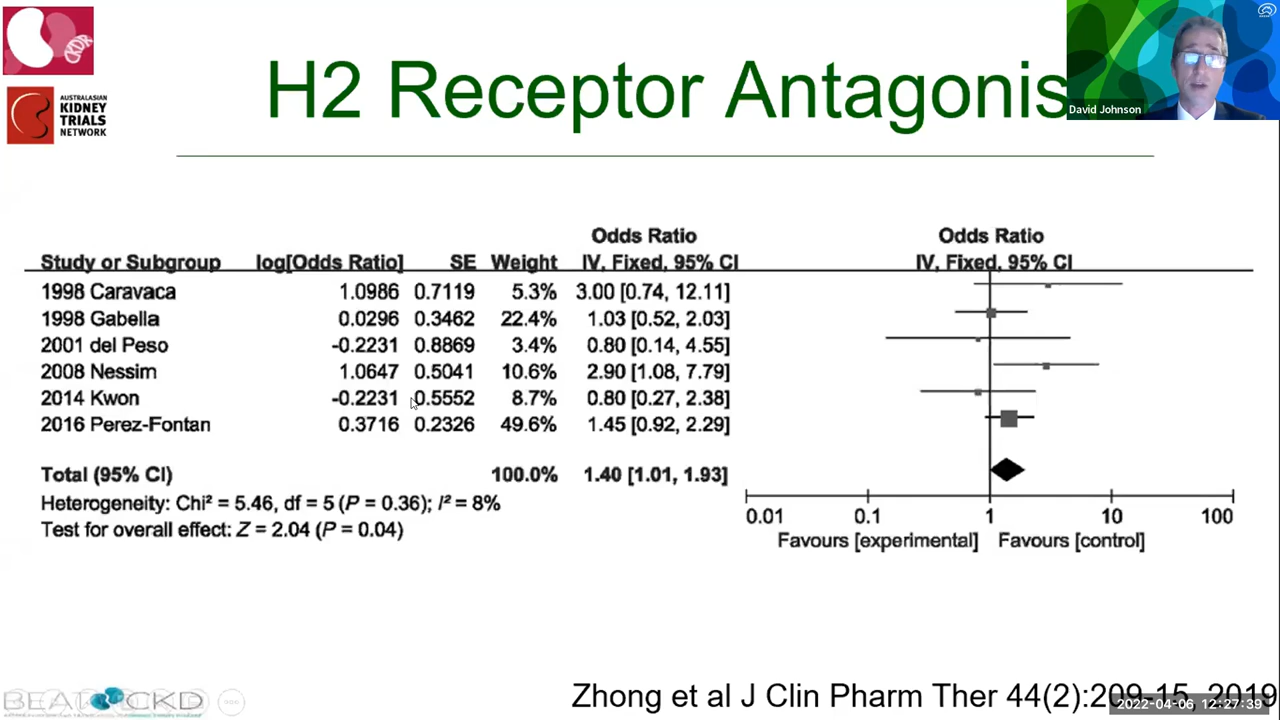 CKDR
AUSTRALASIAN
KIDNEY
TRIALS
NETWORK
H2 Receptor Antagonis
David Johnson
Odds Ratio Odds Ratio
Study or Subgroup log[Odds Ratio] SE Weight IV, Fixed, 95% CI IV, Fixed, 95% CI
1998 Caravaca 1.0986 0.7119 5.3% 3.00 [0.74, 12.11]
1998 Gabella 0.0296 0.3462 22.4% 1.03 [0.52, 2.03]
2001 del Peso -0.2231 0.8869 3.4% 0.80 [0.14, 4.55]
2008 Nessim 1.0647 0.5041 10.6% 2.90 [1.08, 7.79]
2014 Kwon -0.2231 0.5552 8.7% 0.80 [0.27, 2.38]
2016 Perez-Fontan 0.3716 0.2326 49.6% 1.45 [0.92, 2.29]
Total (95% CI) 100.0% 1.40 [1.01, 1.93]
Heterogeneity: Chi² = 5.46, df = 5 (P = 0.36); I² = 8%
Test for overall effect: Z = 2.04 (P = 0.04)
0.01 0.1 1 10 100
Favours [experimental] Favours [control]
BEAT CKD
Zhong et al J Clin Pharm Ther 44(2):209-15, 2019
2022-04-06 12:27:39